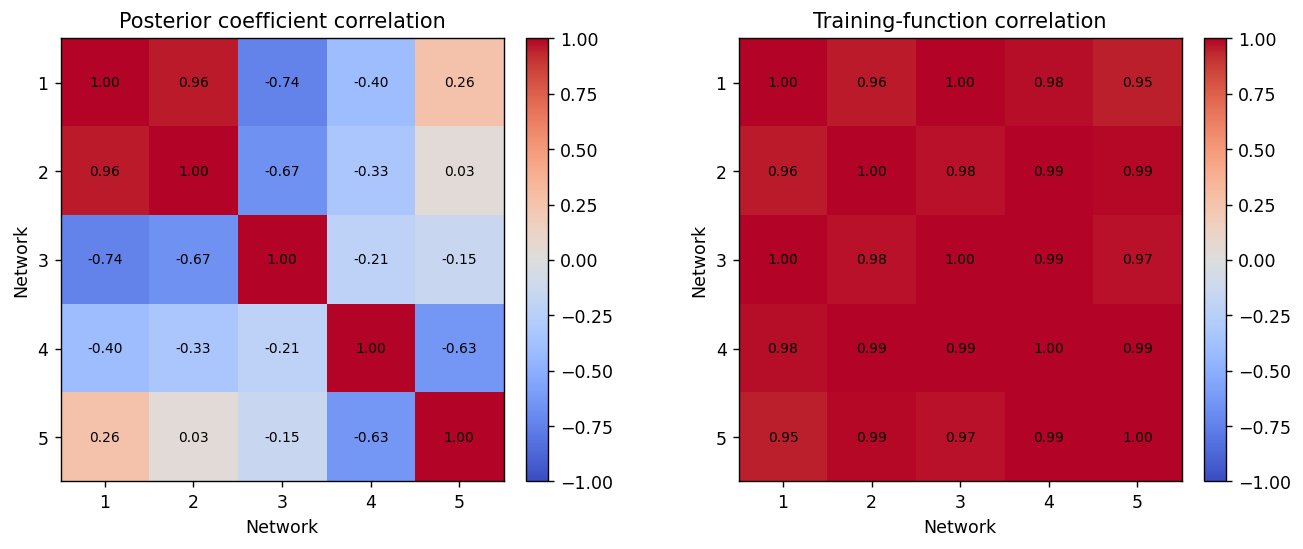 Posterior coefficient correlation
1.00 0.96 -0.74 -0.40 0.26
0.96 1.00 -0.67 -0.33 0.03
-0.74 -0.67 1.00 -0.21 -0.15
-0.40 -0.33 -0.21 1.00 -0.63
0.26 0.03 -0.15 -0.63 1.00
1
2
3
4
5
Network
1 2 3 4 5
Network
1.00
0.75
0.50
0.25
0.00
−0.25
−0.50
−0.75
−1.00
Training-function correlation
1.00 0.96 1.00 0.98 0.95
0.96 1.00 0.98 0.99 0.99
1.00 0.98 1.00 0.99 0.97
0.98 0.99 0.99 1.00 0.99
0.95 0.99 0.97 0.99 1.00
1
2
3
4
5
Network
1 2 3 4 5
Network
1.00
0.75
0.50
0.25
0.00
−0.25
−0.50
−0.75
−1.00